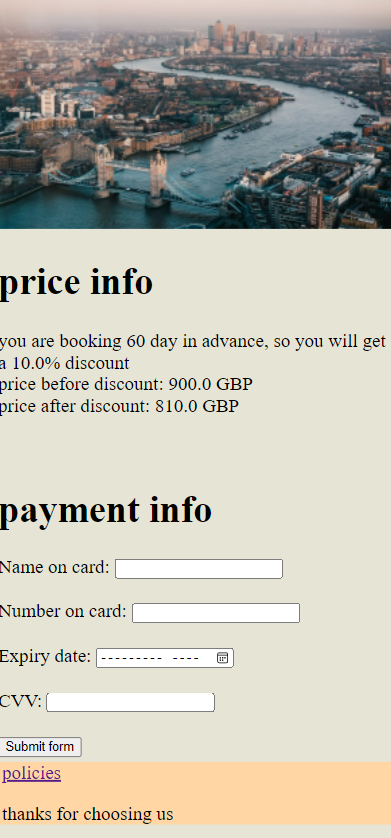 price info
you are booking 60 day in advance, so you will get
a 10.0% discount
price before discount: 900.0 GBP
price after discount: 810.0 GBP
payment info
Name on card:
Number on card:
Expiry date: --------- ----
CVV:
Submit form
policies
thanks for choosing us